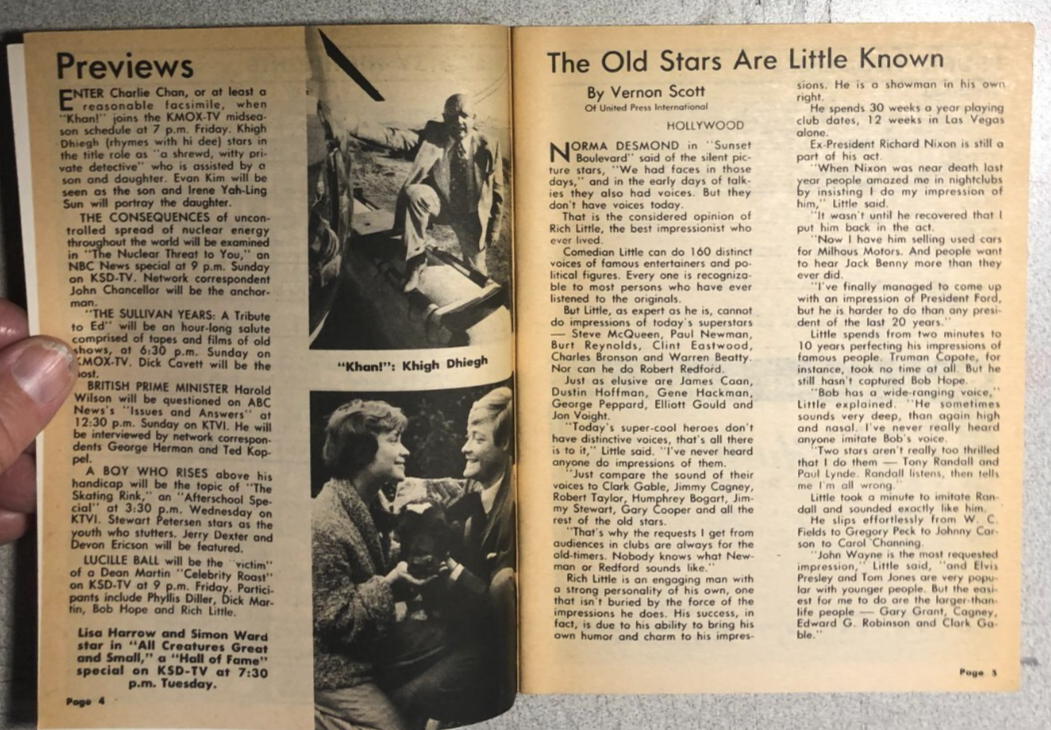 Previews
ENTER Charlie Chan, or at least a
reasonable facsimile, when
"Khan!" joins the KMOX-TV midsea-
son schedule at 7 p.m. Friday. Khigh
Dhiegh (rhymes with hi dee) stars in
the title role as "a shrewd, witty pri-
vate detective" who is assisted by a
son and daughter. Evan Kim will be
seen as the son and Irene Yah-Ling
Sun will portray the daughter.
THE CONSEQUENCES of uncon-
trolled spread of nuclear energy
throughout the world will be examined
in "The Nuclear Threat to You," an
NBC News special at 9 p.m. Sunday
on KSD-TV. Network correspondent
John Chancellor will be the anchor-
man.
"THE SULLIVAN YEARS: A Tribute
to Ed" will be an hour-long salute
comprised of tapes and films of old
shows, at 6:30 p.m. Sunday on
KMOX-TV. Dick Cavett will be the
host.
BRITISH PRIME MINISTER Harold
Wilson will be questioned on ABC
News's "Issues and Answers" at
12:30 p.m. Sunday on KTVI. He will
be interviewed by network correspon-
dents George Herman and Ted Kop-
pel.
A BOY WHO RISES above his
handicap will be the topic of "The
Skating Rink," an "Afterschool Spe-
cial" at 3:30 p.m. Wednesday on
KTVI. Stewart Petersen stars as the
youth who stutters. Jerry Dexter and
Devon Ericson will be featured.
LUCILLE BALL will be the "victim"
of a Dean Martin "Celebrity Roast"
on KSD-TV at 9 p.m. Friday. Partici-
pants include Phyllis Diller, Dick Mar-
tin, Bob Hope and Rich Little.
Lisa Harrow and Simon Ward
star in "All Creatures Great
and Small," a "Hall of Fame"
special on KSD-TV at 7:30
p.m. Tuesday.
Page 4
"Khan!": Khigh Dhiegh
The Old Stars Are Little Known
By Vernon Scott
Of United Press International
HOLLYWOOD
NORMA DESMOND in "Sunset
Boulevard" said of the silent pic-
ture stars, "We had faces in those
days," and in the early days of talk-
ies they also had voices. But they
don't have voices today.
That is the considered opinion of
Rich Little, the best impressionist who
ever lived.
Comedian Little can do 160 distinct
voices of famous entertainers and po-
litical figures. Every one is recogniza-
ble to most persons who have ever
listened to the originals.
But Little, as expert as he is, cannot
do impressions of today's superstars
— Steve McQueen, Paul Newman,
Burt Reynolds, Clint Eastwood,
Charles Bronson and Warren Beatty.
Nor can he do Robert Redford.
Just as elusive are James Caan,
Dustin Hoffman, Gene Hackman,
George Peppard, Elliott Gould and
Jon Voight.
"Today's super-cool heroes don't
have distinctive voices, that's all there
is to it," Little said. "I've never heard
anyone do impressions of them.
"Just compare the sound of their
voices to Clark Gable, Jimmy Cagney,
Robert Taylor, Humphrey Bogart, Jim-
my Stewart, Gary Cooper and all the
rest of the old stars.
"That's why the requests I get from
audiences in clubs are always for the
old-timers. Nobody knows what New-
man or Redford sounds like."
Rich Little is an engaging man with
a strong personality of his own, one
that isn't buried by the force of the
impressions he does. His success, in
fact, is due to his ability to bring his
own humor and charm to his impres-
sions. He is a showman in his own
right.
He spends 30 weeks a year playing
club dates, 12 weeks in Las Vegas
alone.
Ex-President Richard Nixon is still a
part of his act.
"When Nixon was near death last
year people amazed me in nightclubs
by insisting I do my impression of
him," Little said.
"It wasn't until he recovered that I
put him back in the act.
"Now I have him selling used cars
for Milhous Motors. And people want
to hear Jack Benny more than they
ever did.
"I've finally managed to come up
with an impression of President Ford,
but he is harder to do than any presi-
dent of the last 20 years."
Little spends from two minutes to
10 years perfecting his impressions of
famous people. Truman Capote, for
instance, took no time at all. But he
still hasn't captured Bob Hope.
"Bob has a wide-ranging voice,"
Little explained. "He sometimes
sounds very deep, than again high
and nasal. I've never really heard
anyone imitate Bob's voice.
"Two stars aren't really too thrilled
that I do them — Tony Randall and
Paul Lynde. Randall listens, then tells
me I'm all wrong."
Little took a minute to imitate Ran-
dall and sounded exactly like him.
He slips effortlessly from W. C.
Fields to Gregory Peck to Johnny Car-
son to Carol Channing.
"John Wayne is the most requested
impression," Little said, "and Elvis
Presley and Tom Jones are very popu-
lar with younger people. But the easi-
est for me to do are the larger-than-
life people — Gary Grant, Cagney,
Edward G. Robinson and Clark Ga-
ble."
Page 5